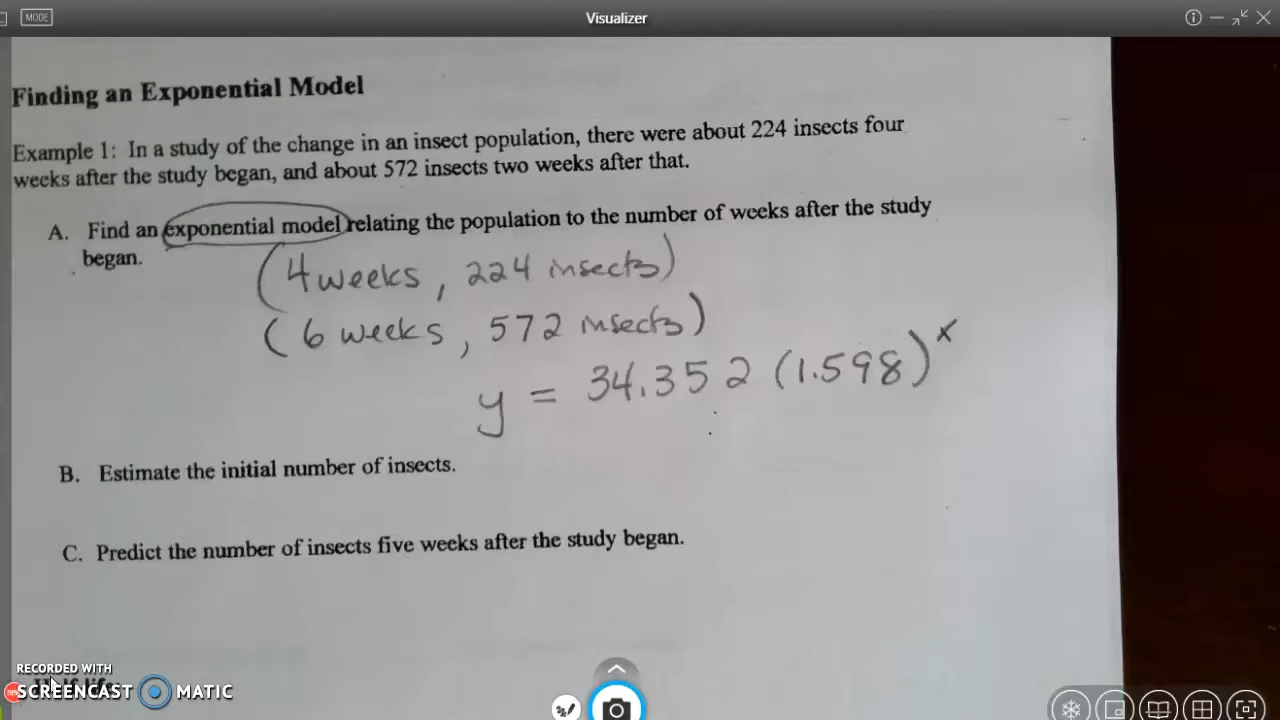 MODE
Visualizer
Finding an Exponential Model
Example 1: In a study of the change in an insect population, there were about 224 insects four
weeks after the study began, and about 572 insects two weeks after that.
A. Find an exponential model relating the population to the number of weeks after the study
began.
(4 weeks, 224 insects)
(6 weeks, 572 insects)
y = 34.352 (1.598)^x
B. Estimate the initial number of insects.
C. Predict the number of insects five weeks after the study began.
RECORDED WITH
SCREENCAST MATIC